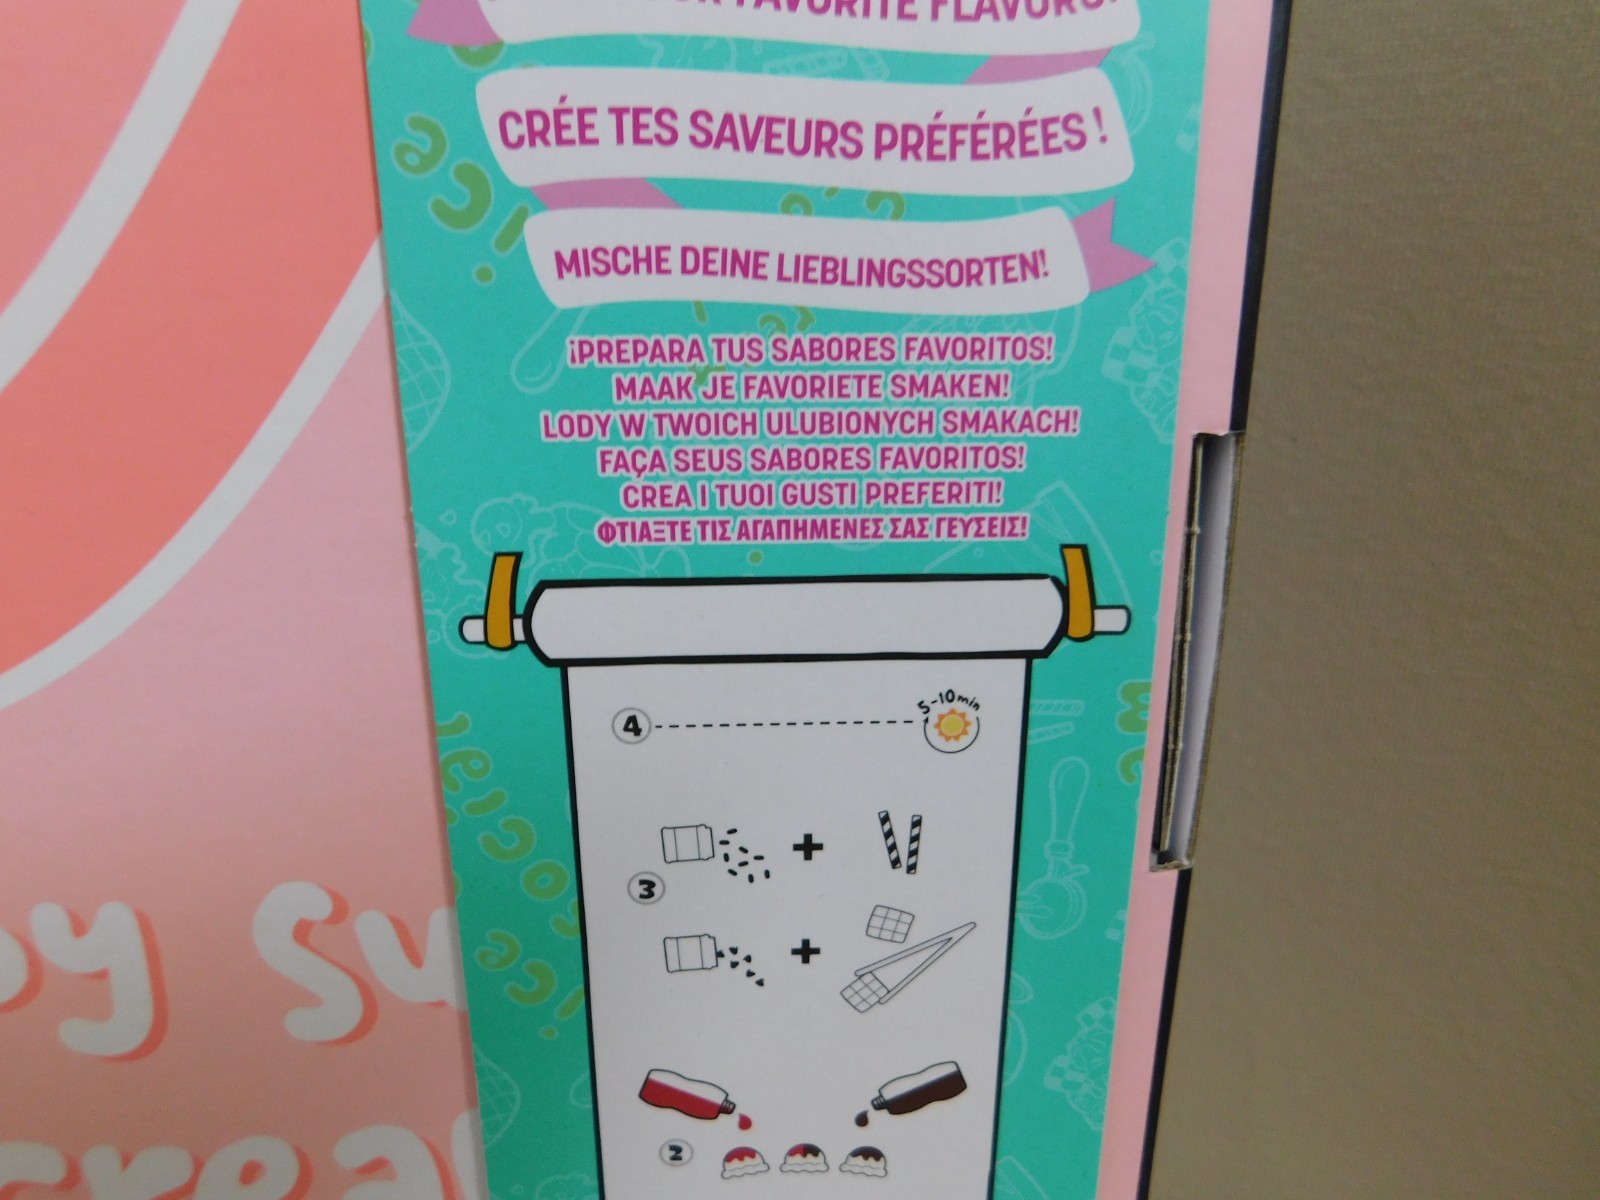 FAVORITE FLAVORS!
CRÉE TES SAVEURS PRÉFÉRÉES !
MISCHE DEINE LIEBLINGSSORTEN!
¡PREPARA TUS SABORES FAVORITOS!
MAAK JE FAVORIETE SMAKEN!
LODY W TWOICH ULUBIONYCH SMAKACH!
FAÇA SEUS SABORES FAVORITOS!
CREA I TUOI GUSTI PREFERITI!
ΦΤΙΑΞΤΕ ΤΙΣ ΑΓΑΠΗΜΕΝΕΣ ΣΑΣ ΓΕΥΣΕΙΣ!
4
5-10 min
3
2